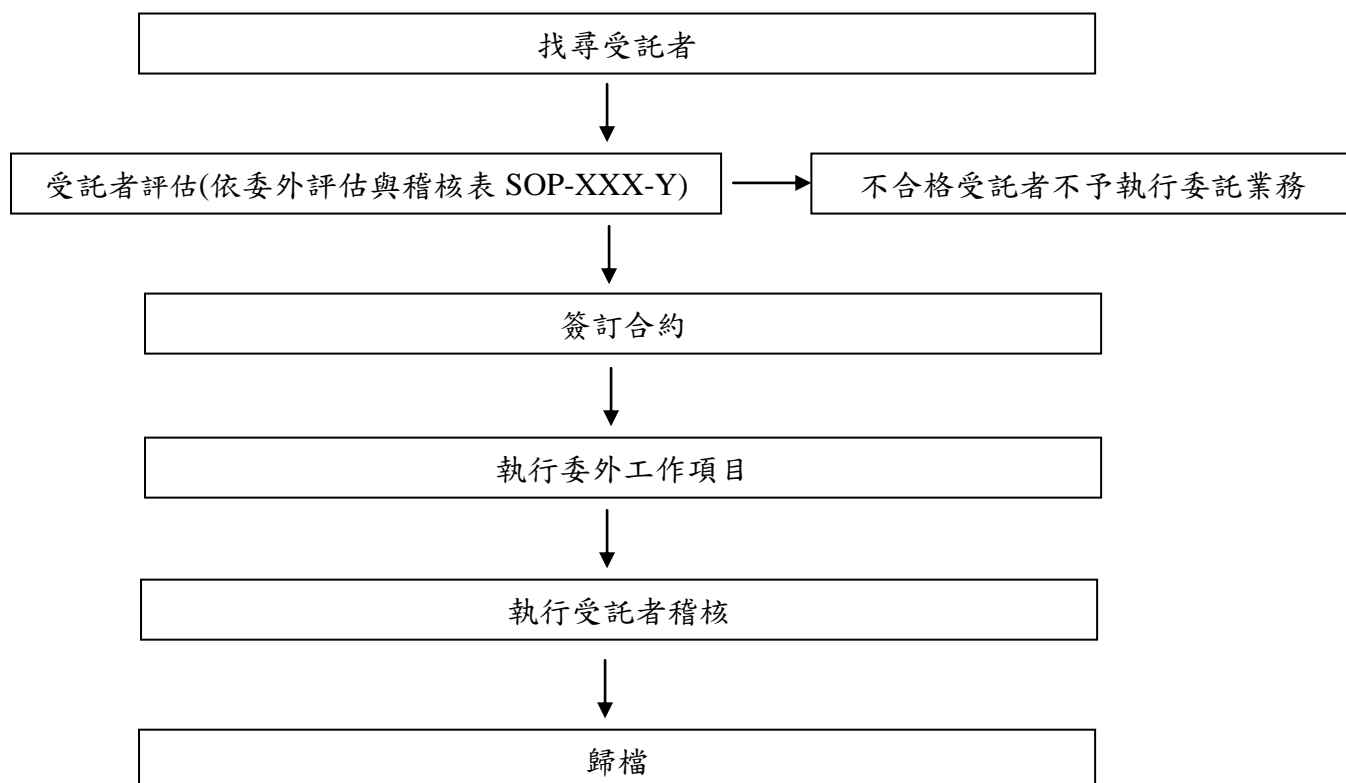 找尋受託者
受託者評估(依委外評估與稽核表 SOP-XXX-Y)
不合格受託者不予執行委託業務
簽訂合約
執行委外工作項目
執行受託者稽核
歸檔